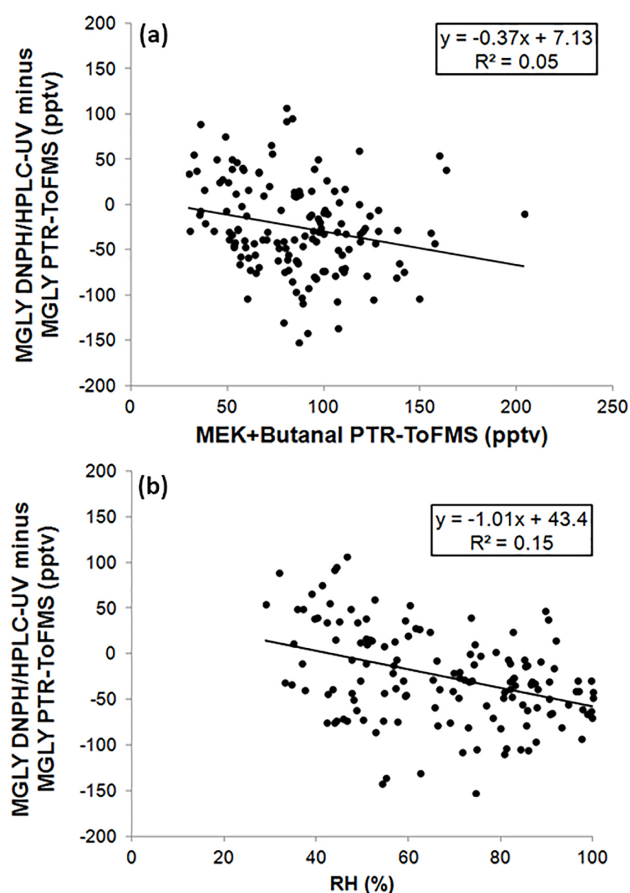 (a)
y = -0.37x + 7.13
R² = 0.05
MGLY DNPH/HPLC-UV minus
MGLY PTR-ToFMS (pptv)
200
150
100
50
0
-50
-100
-150
-200
0 50 100 150 200 250
MEK+Butanal PTR-ToFMS (pptv)
(b)
y = -1.01x + 43.4
R² = 0.15
MGLY DNPH/HPLC-UV minus
MGLY PTR-ToFMS (pptv)
200
150
100
50
0
-50
-100
-150
-200
0 20 40 60 80 100
RH (%)